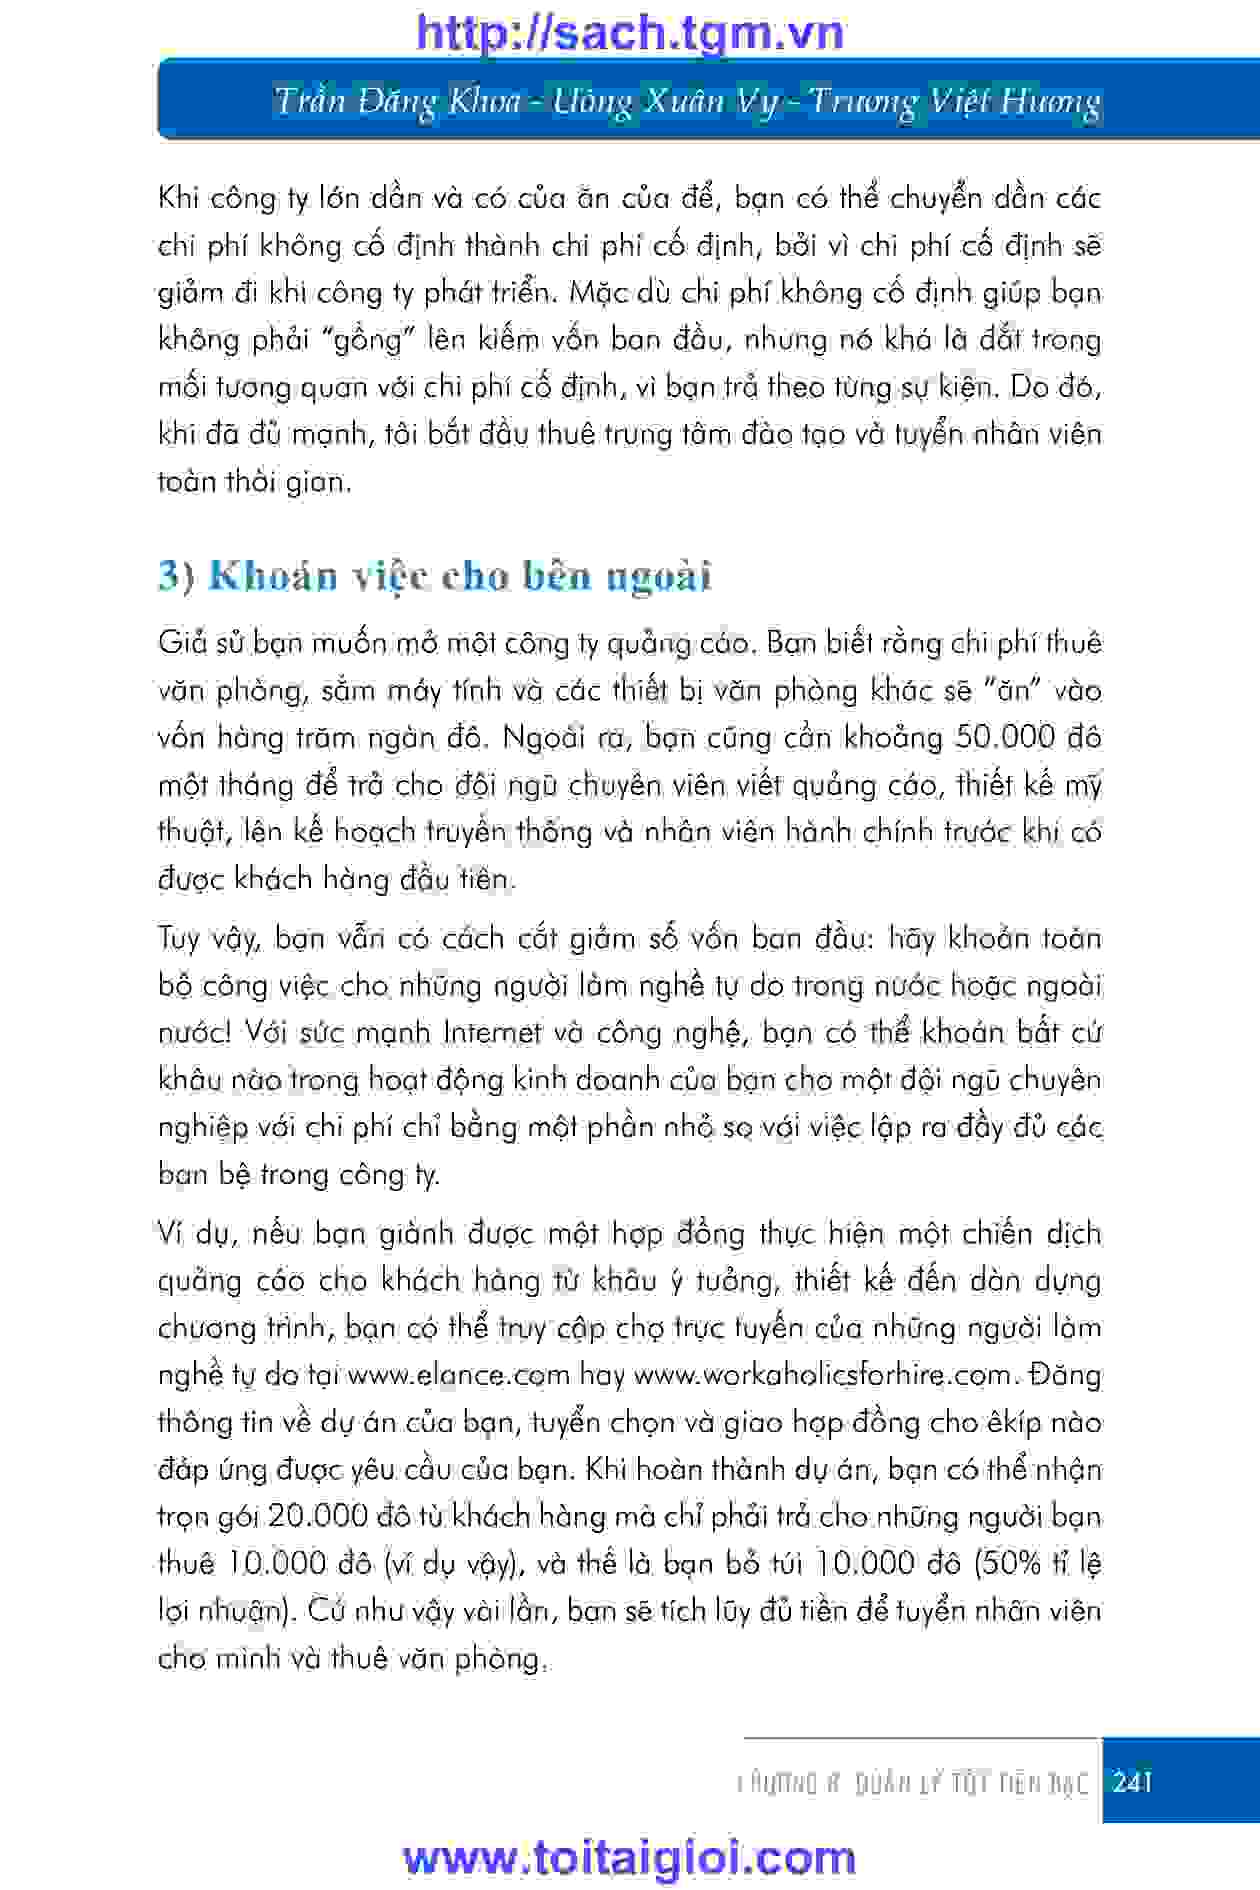 http://sach.tgm.vn
Trần Đăng Khoa - Uông Xuân Vy - Trương Việt Hương
Khi công ty lớn dần và có của ăn của để, bạn có thể chuyển dần các
chi phí không cố định thành chi phí cố định, bởi vì chi phí cố định sẽ
giảm đi khi công ty phát triển. Mặc dù chi phí không cố định giúp bạn
không phải “gồng” lên kiếm vốn ban đầu, nhưng nó khá là đắt trong
mối tương quan với chi phí cố định, vì bạn trả theo từng sự kiện. Do đó,
khi đã đủ mạnh, tôi bắt đầu thuê trung tâm đào tạo và tuyển nhân viên
toàn thời gian.
3) Khoán việc cho bên ngoài
Giả sử bạn muốn mở một công ty quảng cáo. Bạn biết rằng chi phí thuê
văn phòng, sắm máy tính và các thiết bị văn phòng khác sẽ “ăn” vào
vốn hàng trăm ngàn đô. Ngoài ra, bạn cũng cần khoảng 50.000 đô
một tháng để trả cho đội ngũ chuyên viên viết quảng cáo, thiết kế mỹ
thuật, lên kế hoạch truyền thông và nhân viên hành chính trước khi có
được khách hàng đầu tiên.
Tuy vậy, bạn vẫn có cách cắt giảm số vốn ban đầu: hãy khoán toàn
bộ công việc cho những người làm nghề tự do trong nước hoặc ngoài
nước! Với sức mạnh Internet và công nghệ, bạn có thể khoán bất cứ
khâu nào trong hoạt động kinh doanh của bạn cho một đội ngũ chuyên
nghiệp với chi phí chỉ bằng một phần nhỏ so với việc lập ra đầy đủ các
ban bệ trong công ty.
Ví dụ, nếu bạn giành được một hợp đồng thực hiện một chiến dịch
quảng cáo cho khách hàng từ khâu ý tưởng, thiết kế đến dàn dựng
chương trình, bạn có thể truy cập chợ trực tuyến của những người làm
nghề tự do tại www.elance.com hay www.workaholicsforhire.com. Đăng
thông tin về dự án của bạn, tuyển chọn và giao hợp đồng cho êkíp nào
đáp ứng được yêu cầu của bạn. Khi hoàn thành dự án, bạn có thể nhận
trọn gói 20.000 đô từ khách hàng mà chỉ phải trả cho những người bạn
thuê 10.000 đô (ví dụ vậy), và thế là bạn bỏ túi 10.000 đô (50% tỉ lệ
lợi nhuận). Cứ như vậy vài lần, bạn sẽ tích lũy đủ tiền để tuyển nhân viên
cho mình và thuê văn phòng.
CHƯƠNG 8. QUẢN LÝ TỐT TIỀN BẠC 241
www.toitaigioi.com